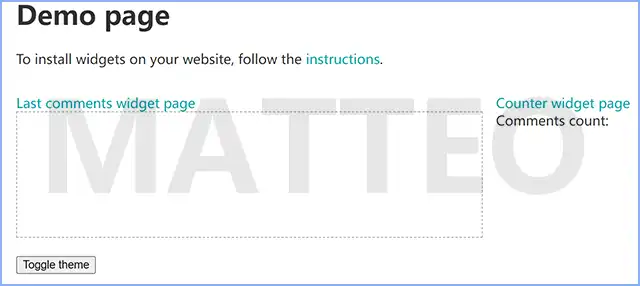 Demo page
To install widgets on your website, follow the instructions.
Last comments widget page
Counter widget page
Comments count:
MATTEO
Toggle theme